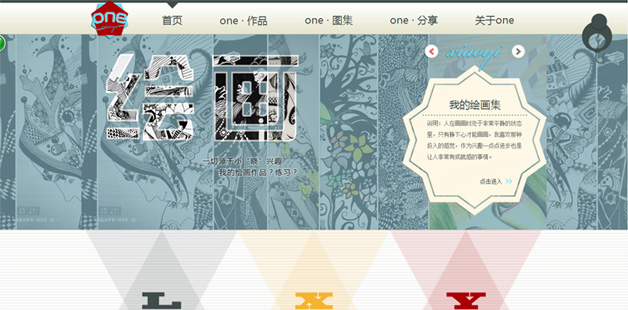 one
首页
one · 作品
one · 图集
one · 分享
关于one
绘画
一切源于小“晓”兴趣
我的绘画作品？练习？
xiaoyi
我的绘画集
说明：人在画画时处于非常平静的状态
里，只有静下心才能画画。我喜欢那种
投入的感觉，作为兴趣一点点进步也是
让人非常有成就感的事情。
点击进入
L X Y